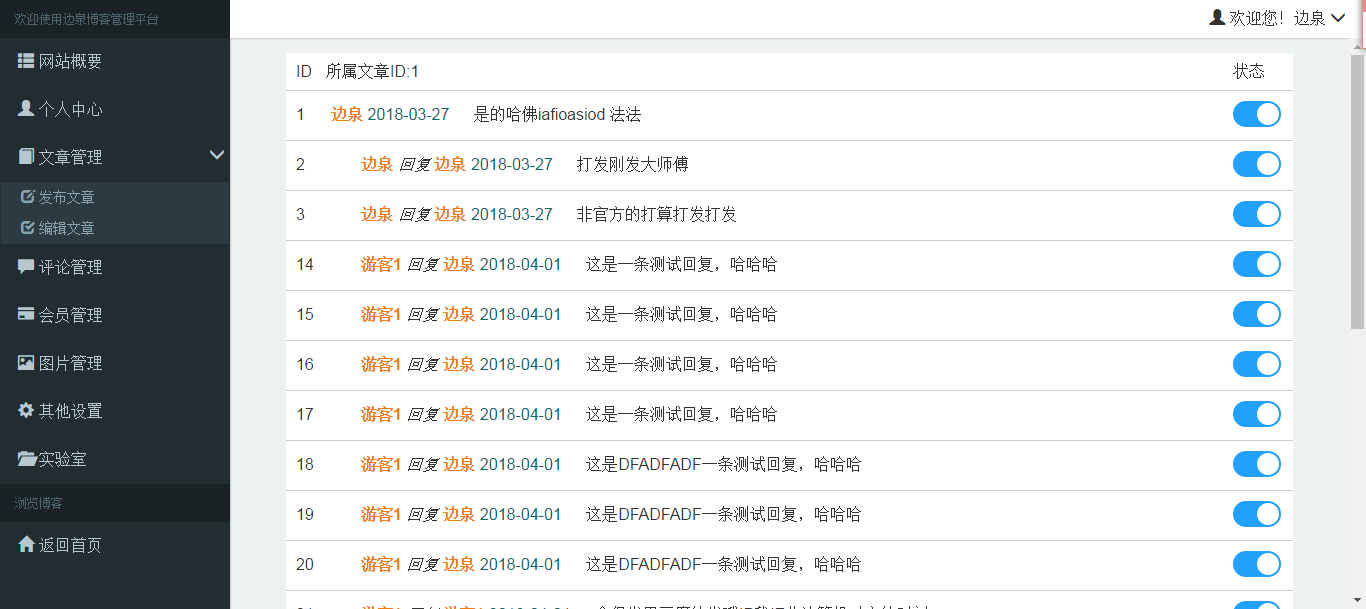 欢迎使用边泉博客管理平台
网站概要
个人中心
文章管理
发布文章
编辑文章
评论管理
会员管理
图片管理
其他设置
实验室
浏览博客
返回首页
欢迎您！边泉
ID 所属文章ID:1 状态
1 边泉 2018-03-27 是的哈佛iafioasiod 法法
2 边泉 回复 边泉 2018-03-27 打发刚发大师傅
3 边泉 回复 边泉 2018-03-27 非官方的打算打发打发
14 游客1 回复 边泉 2018-04-01 这是一条测试回复，哈哈哈
15 游客1 回复 边泉 2018-04-01 这是一条测试回复，哈哈哈
16 游客1 回复 边泉 2018-04-01 这是一条测试回复，哈哈哈
17 游客1 回复 边泉 2018-04-01 这是一条测试回复，哈哈哈
18 游客1 回复 边泉 2018-04-01 这是DFADFADF一条测试回复，哈哈哈
19 游客1 回复 边泉 2018-04-01 这是DFADFADF一条测试回复，哈哈哈
20 游客1 回复 边泉 2018-04-01 这是DFADFADF一条测试回复，哈哈哈